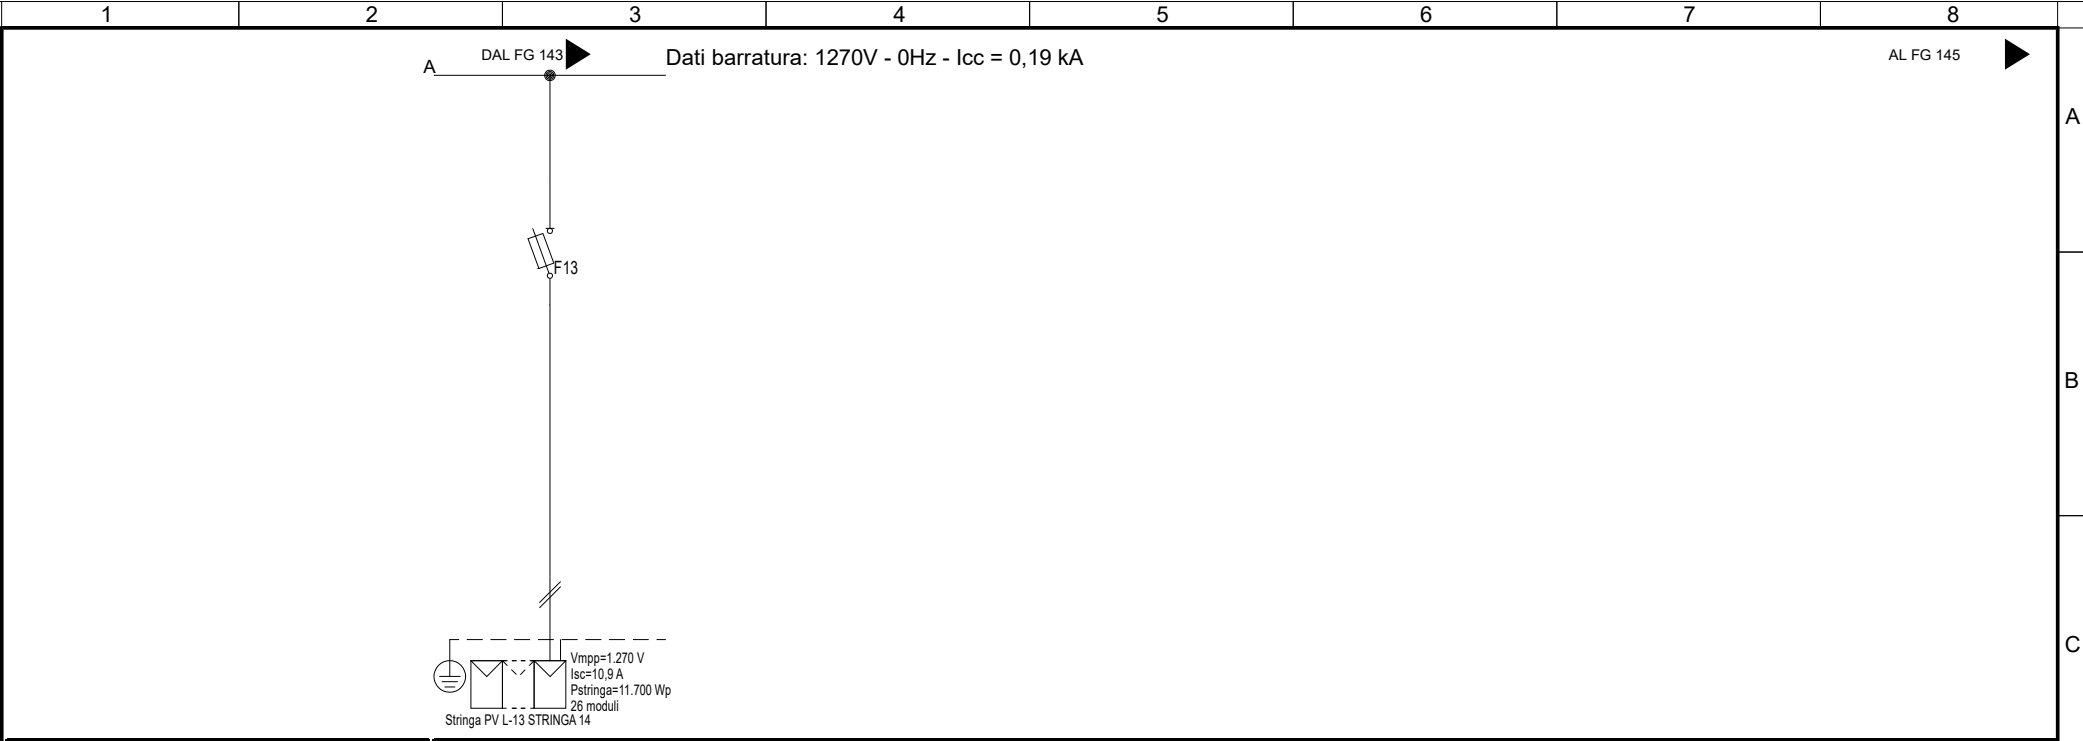 1 2 3 4 5 6 7 8
DAL FG 143
Dati barratura: 1270V - 0Hz - Icc = 0,19 kA
AL FG 145
A
A
F13
B
C
Vmpp=1.270 V
Isc=10,9 A
Pstringa=11.700 Wp
26 moduli
Stringa PV L-13 STRINGA 14